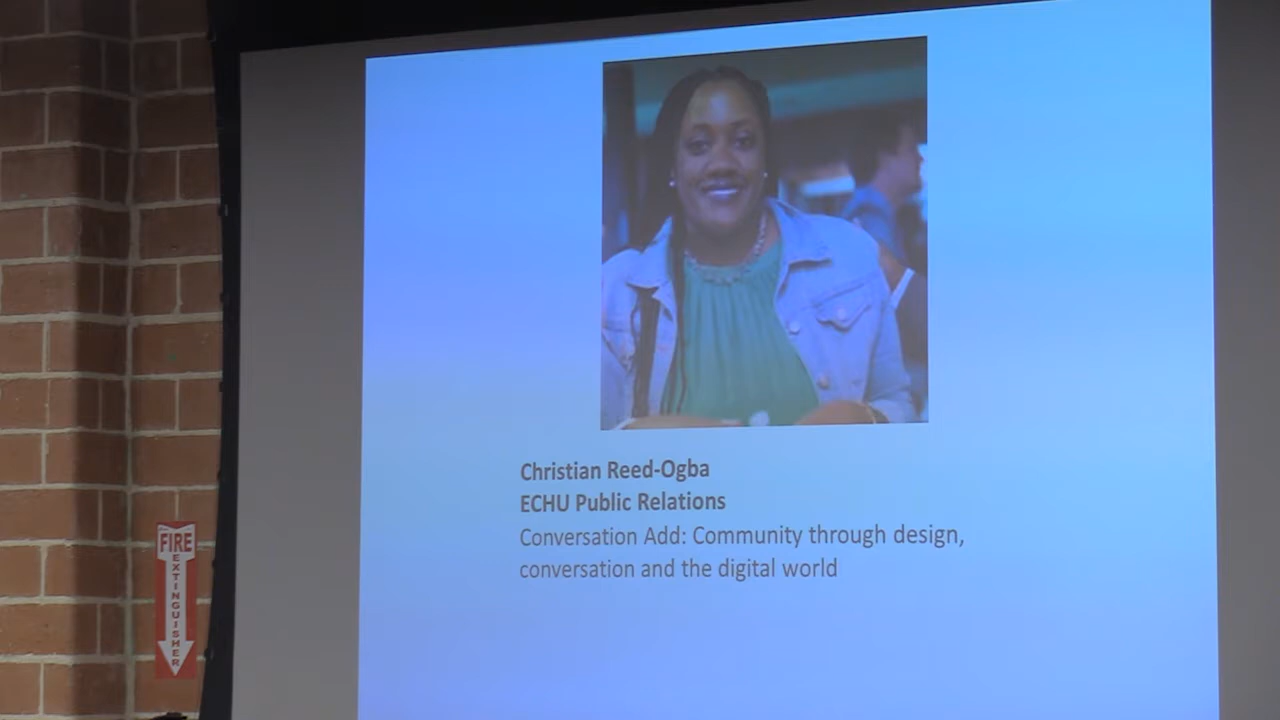 Christian Reed-Ogba
ECHU Public Relations
Conversation Add: Community through design,
conversation and the digital world
FIRE
EXTINGUISHER